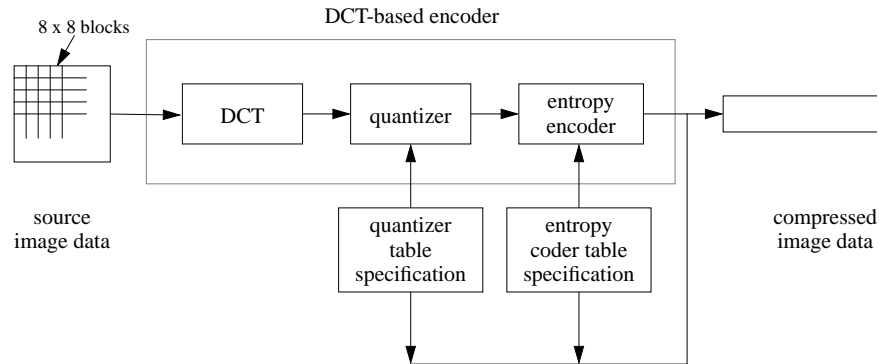 DCT-based encoder
8 x 8 blocks
DCT
quantizer
entropy
encoder
source
image data
quantizer
table
specification
entropy
coder table
specification
compressed
image data